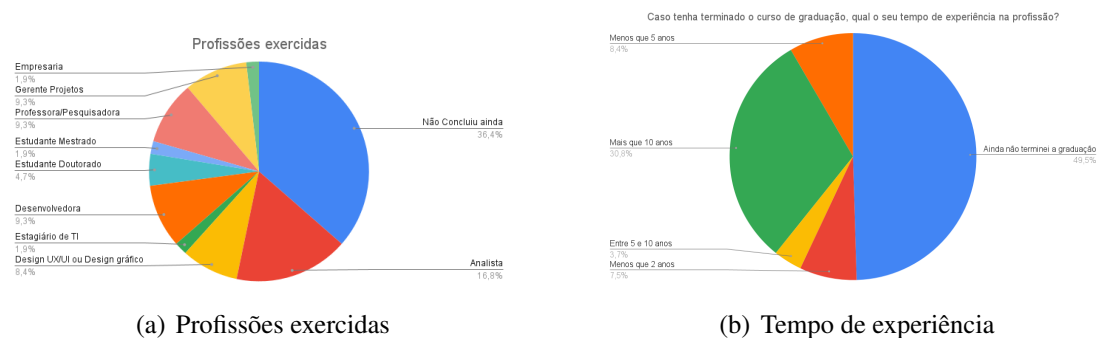 Profissões exercidas
Empresaria
1,9%
Gerente Projetos
9,3%
Professora/Pesquisadora
9,3%
Estudante Mestrado
1,9%
Estudante Doutorado
4,7%
Desenvolvedora
9,3%
Estagiário de TI
1,9%
Design UX/UI ou Design gráfico
8,4%
Não Concluiu ainda
36,4%
Analista
16,8%
(a) Profissões exercidas
Caso tenha terminado o curso de graduação, qual o seu tempo de experiência na profissão?
Menos que 5 anos
8,4%
Mais que 10 anos
30,8%
Entre 5 e 10 anos
3,7%
Menos que 2 anos
7,5%
Ainda não terminei a graduação
49,5%
(b) Tempo de experiência